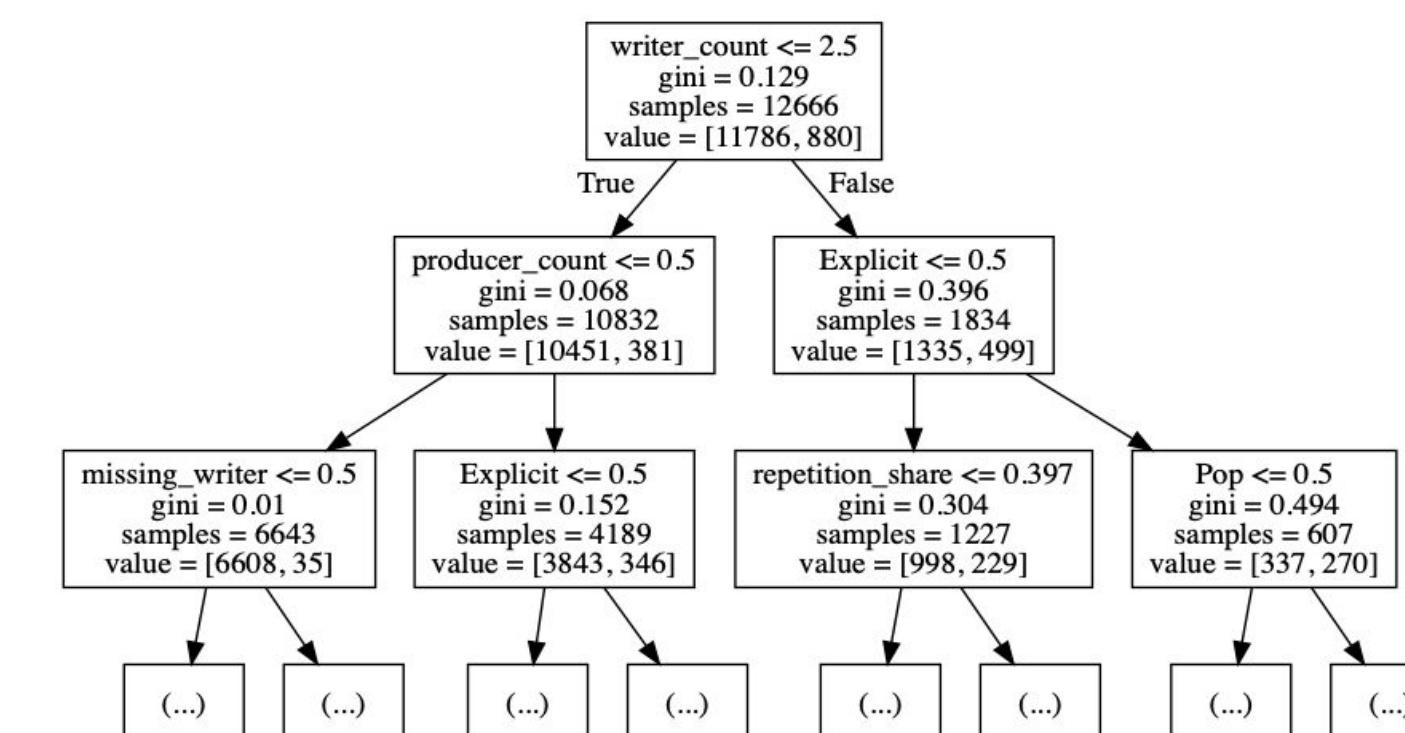 writer_count <= 2.5
gini = 0.129
samples = 12666
value = [11786, 880]
True
False
producer_count <= 0.5
gini = 0.068
samples = 10832
value = [10451, 381]
Explicit <= 0.5
gini = 0.396
samples = 1834
value = [1335, 499]
missing_writer <= 0.5
gini = 0.01
samples = 6643
value = [6608, 35]
Explicit <= 0.5
gini = 0.152
samples = 4189
value = [3843, 346]
repetition_share <= 0.397
gini = 0.304
samples = 1227
value = [998, 229]
Pop <= 0.5
gini = 0.494
samples = 607
value = [337, 270]
(...)
(...)
(...)
(...)
(...)
(...)
(...)
(...